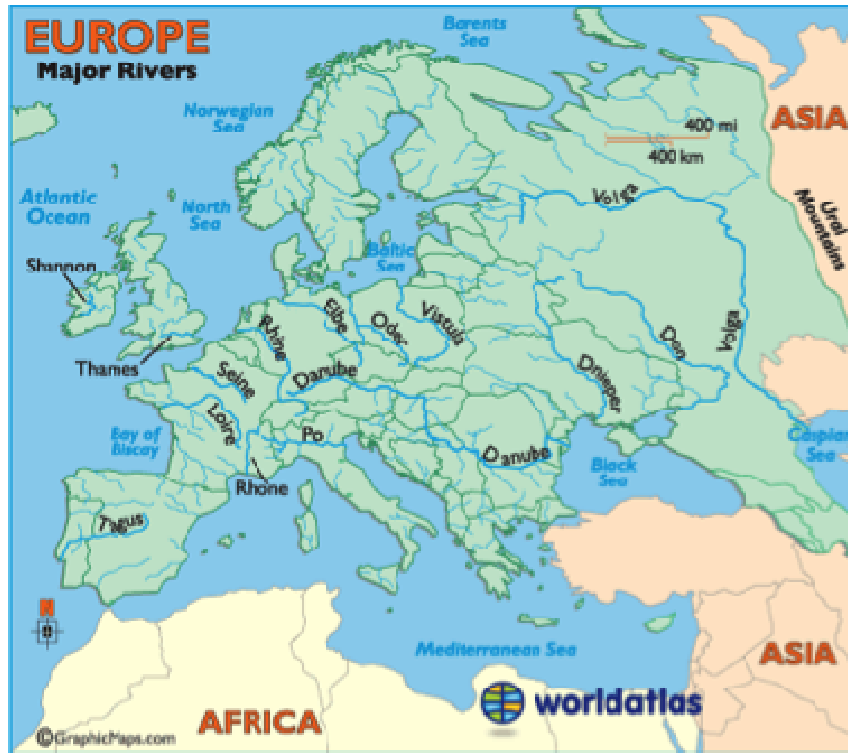 EUROPE
Major Rivers
Barents
Sea
Norwegian
Sea
ASIA
400 mi
400 km
Volga
Atlantic
Ocean
North
Sea
Ural
Mountains
Baltic
Sea
Shannon
Thames
Rhine
Elbe
Oder
Vistula
Dnieper
Don
Volga
Seine
Danube
Loire
Bay of
Biscay
Po
Rhone
Danube
Black
Sea
Caspian
Sea
Tagus
N
Mediterranean Sea
ASIA
AFRICA
worldatlas
©GraphicMaps.com